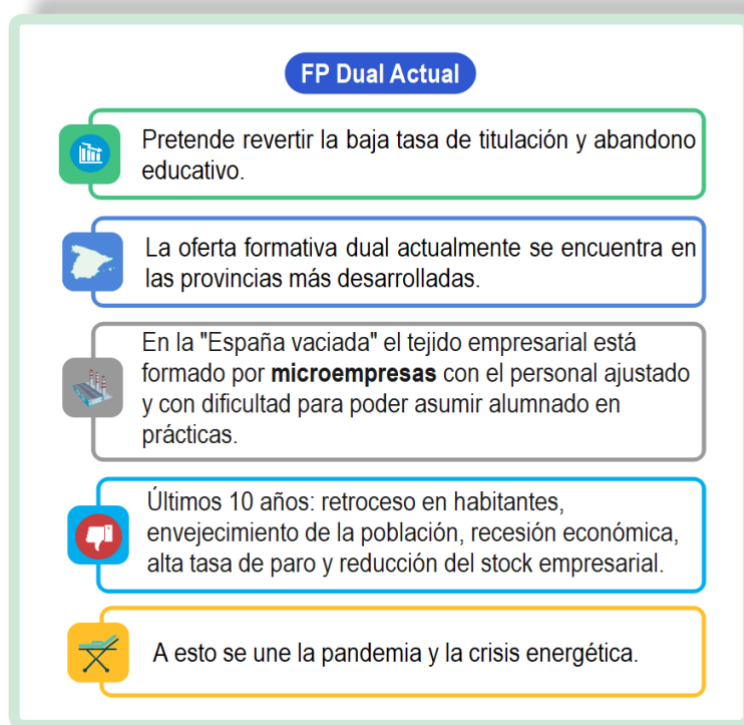 FP Dual Actual
Pretende revertir la baja tasa de titulación y abandono
educativo.
La oferta formativa dual actualmente se encuentra en
las provincias más desarrolladas.
En la "España vaciada" el tejido empresarial está
formado por microempresas con el personal ajustado
y con dificultad para poder asumir alumnado en
prácticas.
Últimos 10 años: retroceso en habitantes,
envejecimiento de la población, recesión económica,
alta tasa de paro y reducción del stock empresarial.
A esto se une la pandemia y la crisis energética.